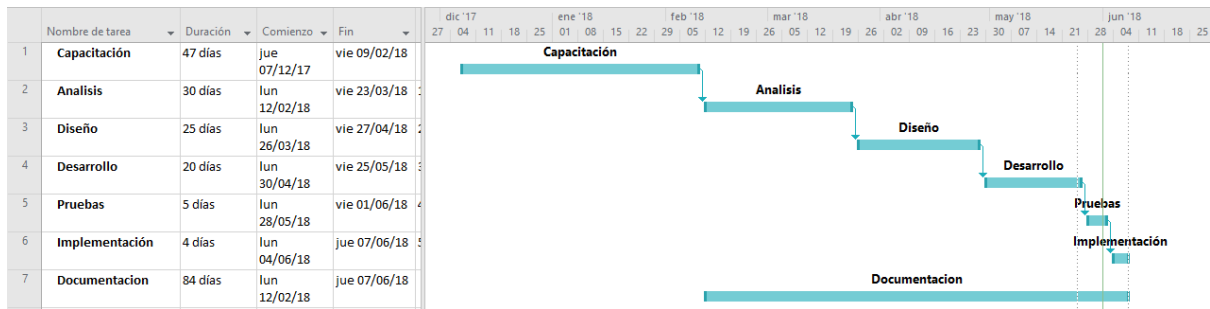 Nombre de tarea Duración Comienzo Fin
1 Capacitación 47 días jue 07/12/17 vie 09/02/18
2 Analisis 30 días lun 12/02/18 vie 23/03/18 1
3 Diseño 25 días lun 26/03/18 vie 27/04/18 2
4 Desarrollo 20 días lun 30/04/18 vie 25/05/18 3
5 Pruebas 5 días lun 28/05/18 vie 01/06/18 4
6 Implementación 4 días lun 04/06/18 jue 07/06/18 5
7 Documentacion 84 días lun 12/02/18 jue 07/06/18
dic '17 ene '18 feb '18 mar '18 abr '18 may '18 jun '18
27 04 11 18 25 01 08 15 22 29 05 12 19 26 05 12 19 26 02 09 16 23 30 07 14 21 28 04 11 18 25
Capacitación
Analisis
Diseño
Desarrollo
Pruebas
Implementación
Documentacion